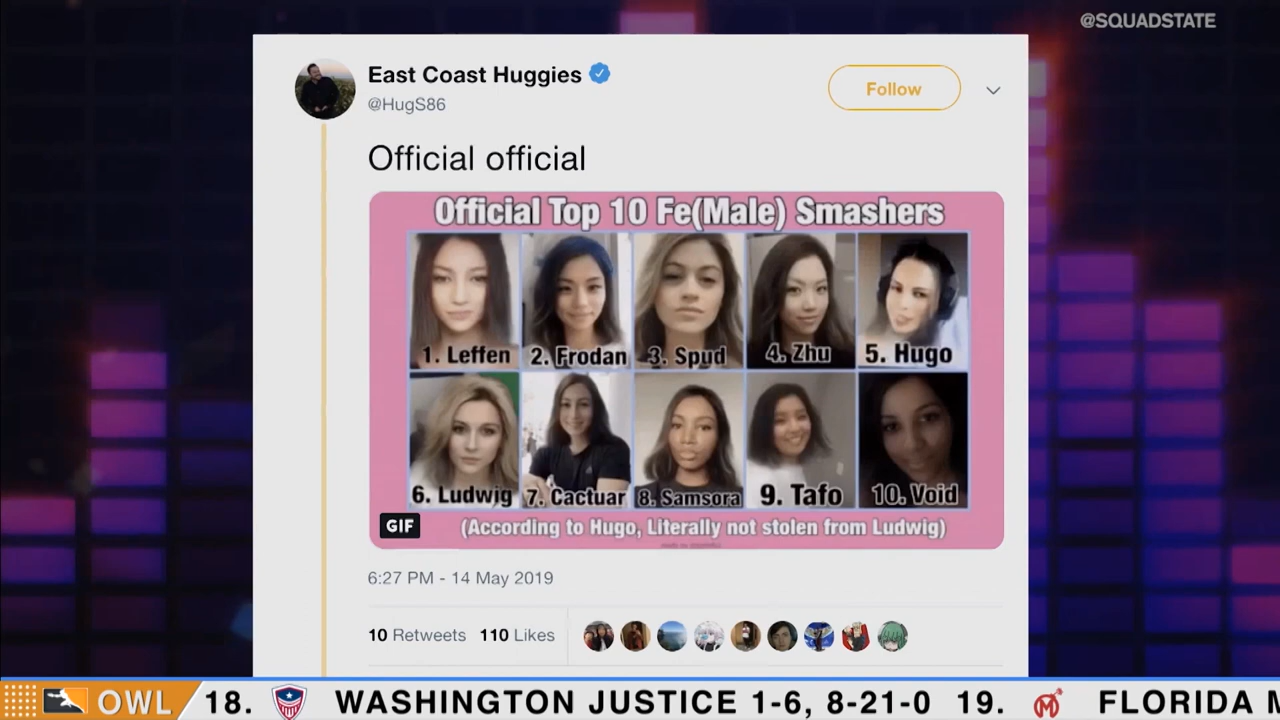 @SQUADSTATE
East Coast Huggies
@HugS86
Follow
Official official
Official Top 10 Fe(Male) Smashers
1. Leffen 2. Frodan 3. Spud 4. Zhu 5. Hugo
6. Ludwig 7. Cactuar 8. Samsora 9. Tafo 10. Void
GIF
(According to Hugo, Literally not stolen from Ludwig)
6:27 PM - 14 May 2019
10 Retweets 110 Likes
OWL 18. WASHINGTON JUSTICE 1-6, 8-21-0 19. FLORIDA M